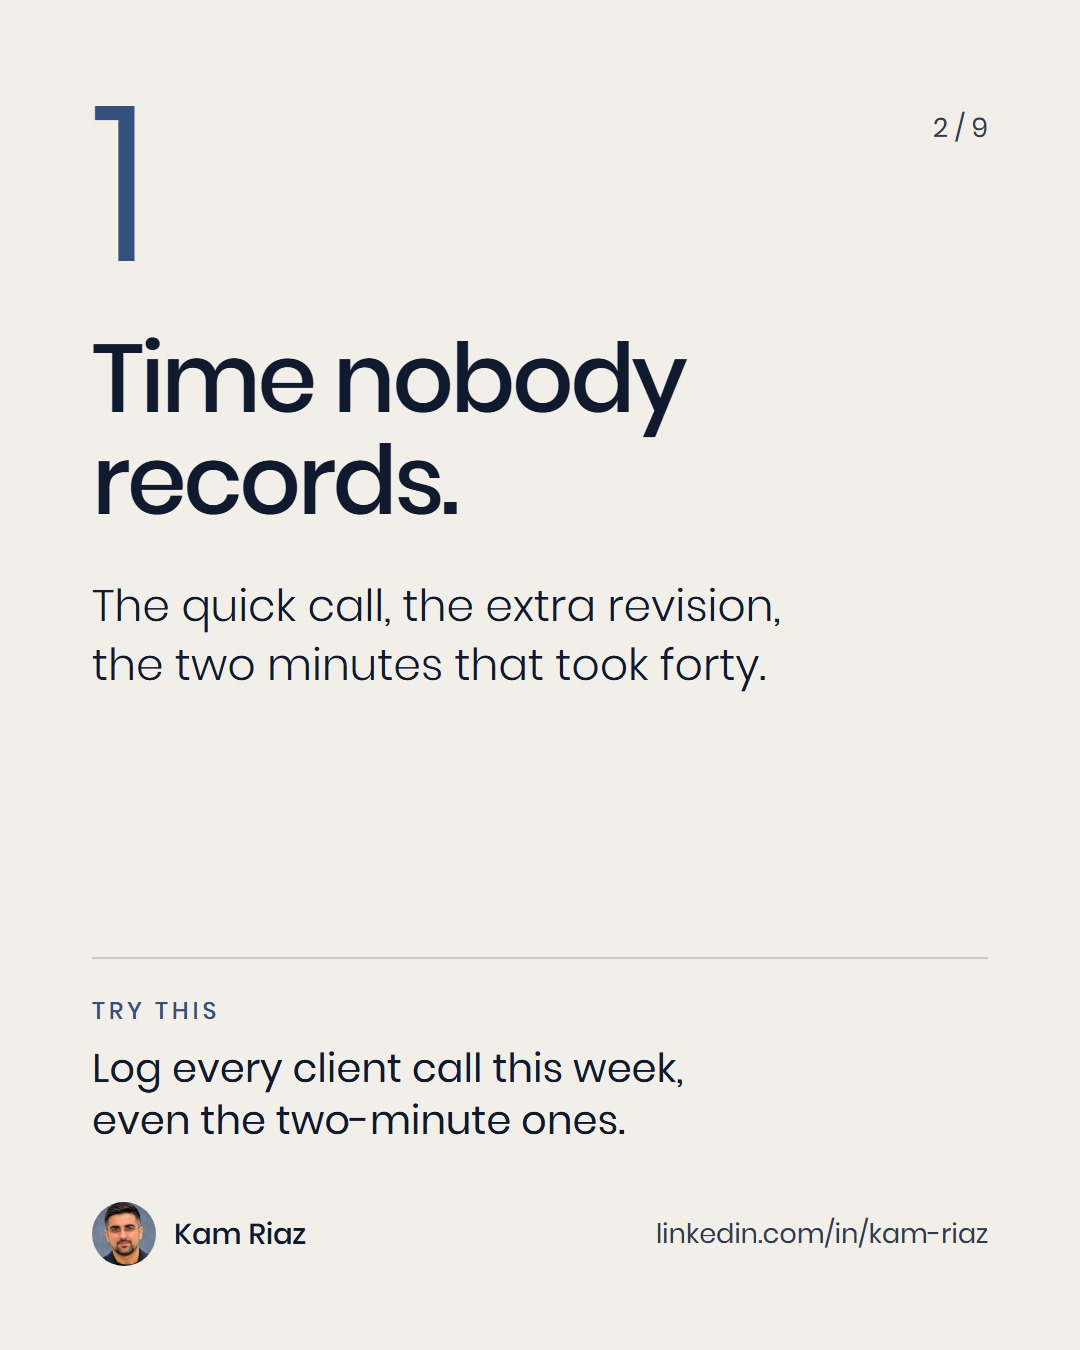 1
2 / 9
Time nobody
records.
The quick call, the extra revision,
the two minutes that took forty.
TRY THIS
Log every client call this week,
even the two-minute ones.
Kam Riaz
linkedin.com/in/kam-riaz